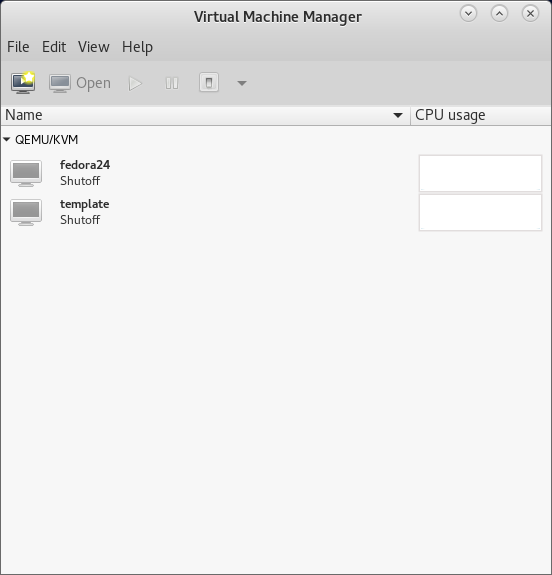 Virtual Machine Manager
File Edit View Help
Open
Name CPU usage
QEMU/KVM
fedora24
Shutoff
template
Shutoff